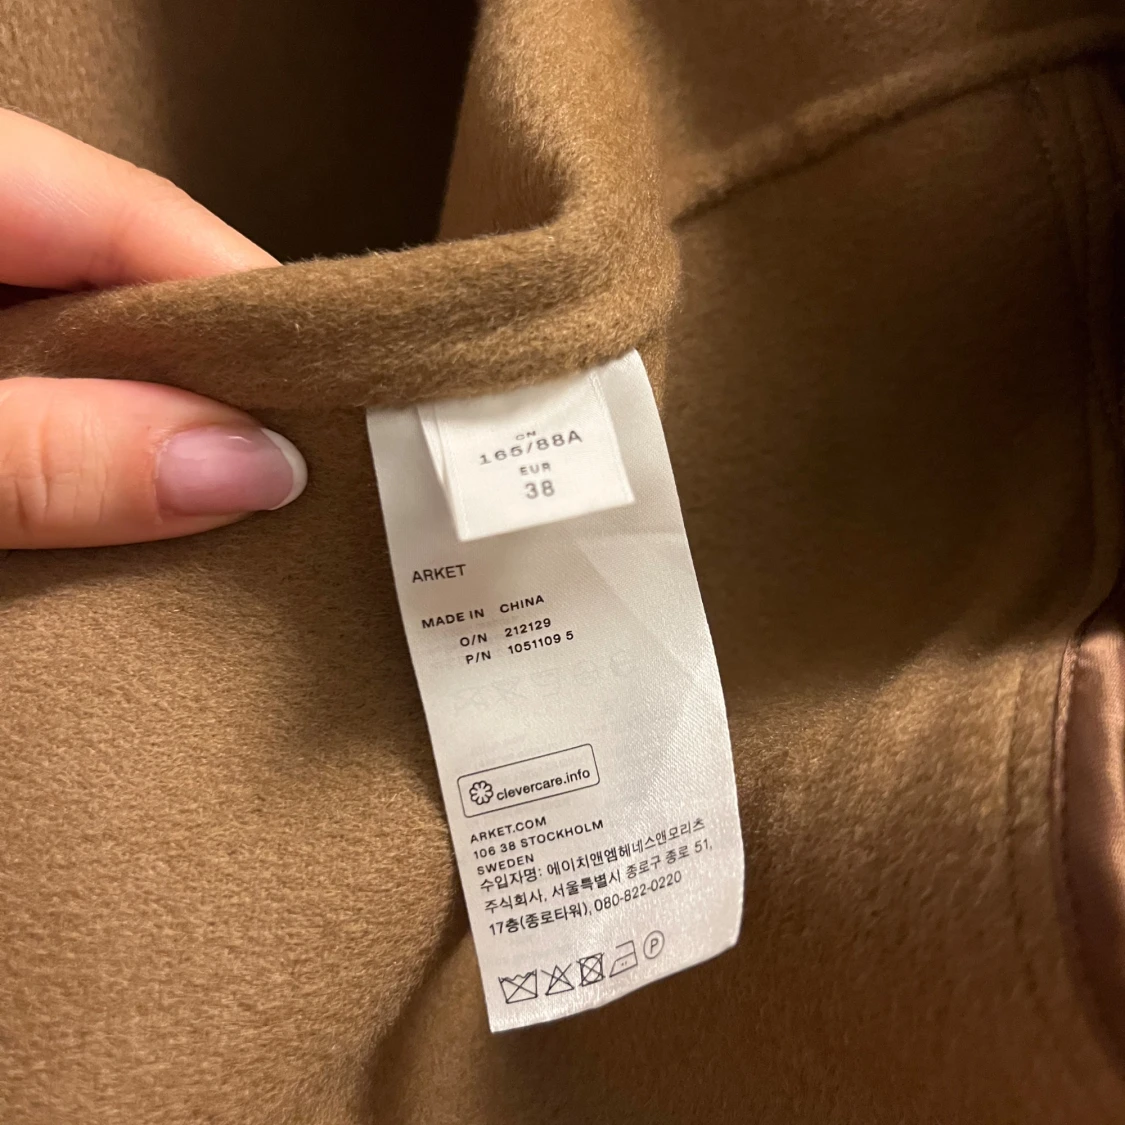 CN
165/88A
EUR
38
ARKET
MADE IN CHINA
O/N 212129
P/N 1051109 5
clevercare.info
ARKET.COM
106 38 STOCKHOLM
SWEDEN
수입자명: 에이치앤엠헤네스앤모리츠
주식회사, 서울특별시 종로구 종로 51,
17층(종로타워), 080-822-0220
P